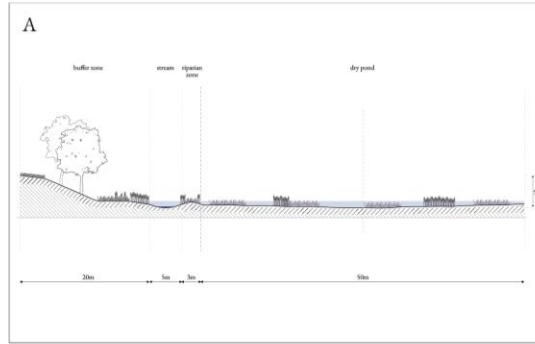 A
buffer zone
stream
riparian
zone
dry pond
20m
5m
3m
50m